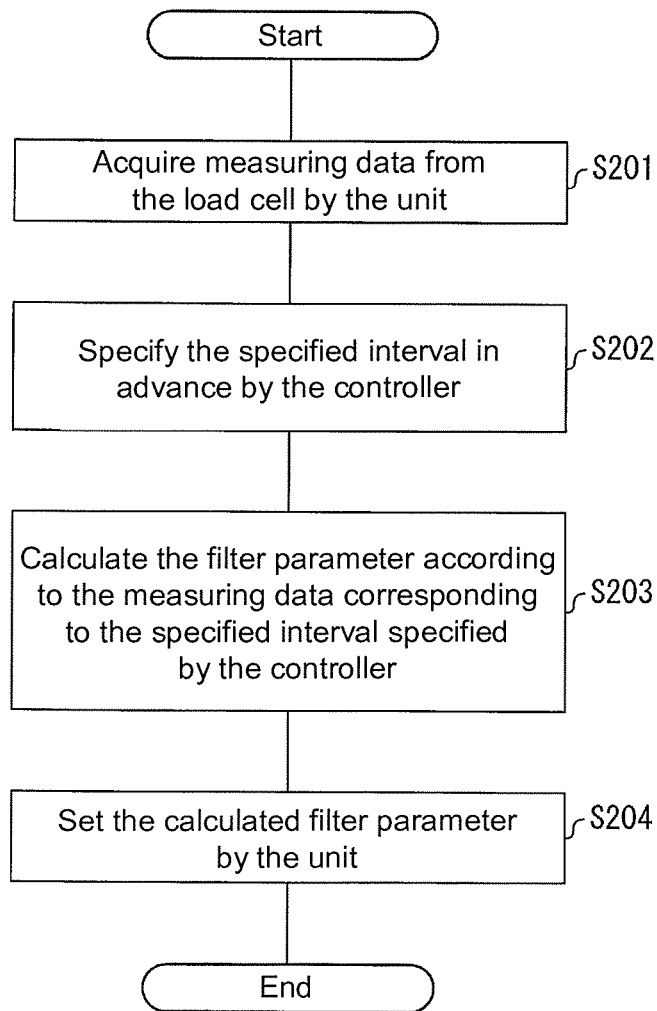 Start
Acquire measuring data from
the load cell by the unit
S201
Specify the specified interval in
advance by the controller
S202
Calculate the filter parameter according
to the measuring data corresponding
to the specified interval specified
by the controller
S203
Set the calculated filter parameter
by the unit
S204
End